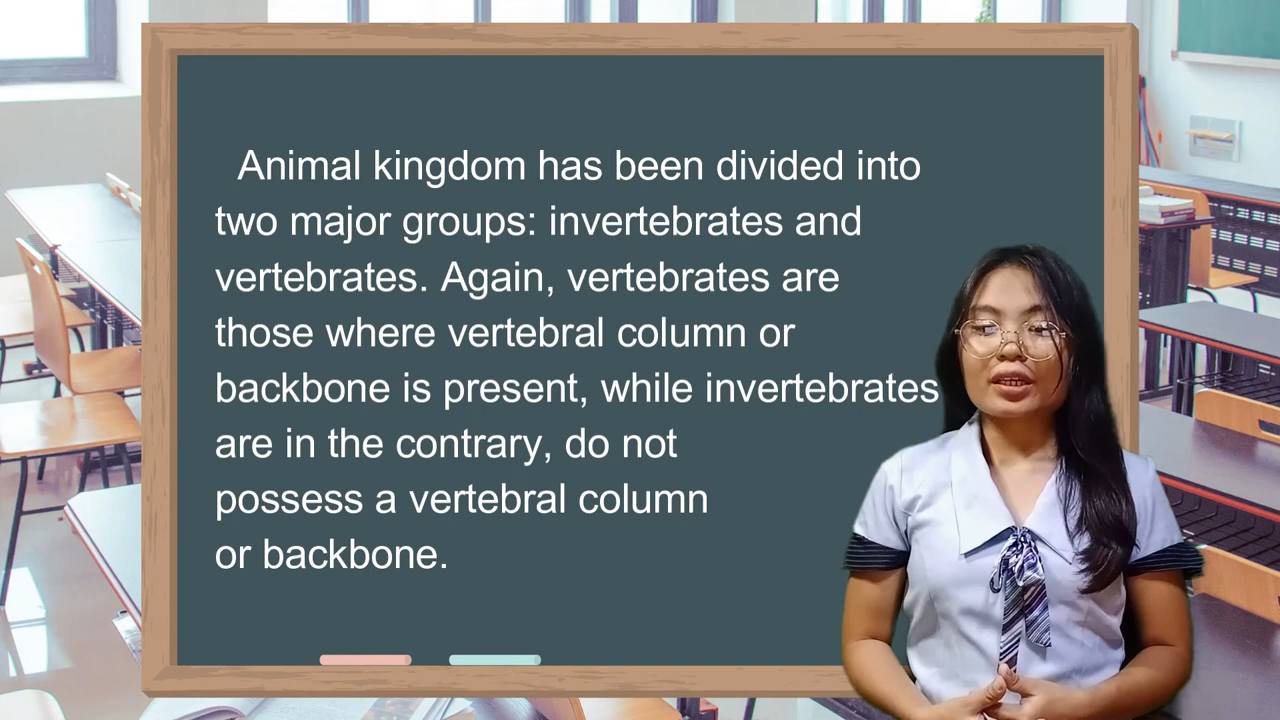 Animal kingdom has been divided into
two major groups: invertebrates and
vertebrates. Again, vertebrates are
those where vertebral column or
backbone is present, while invertebrates
are in the contrary, do not
possess a vertebral column
or backbone.